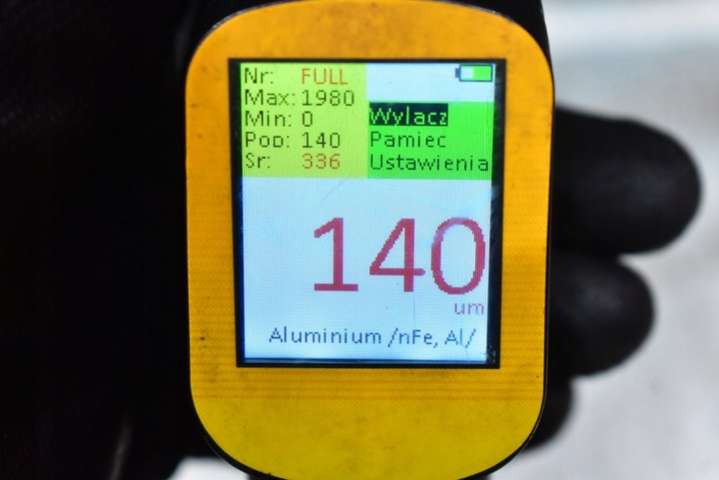 Nr: FULL
Max: 1980
Min: 0
Pop: 140
Sr: 336
Wylacz
Pamiec
Ustawienia
140
um
Aluminium /nFe, Al/